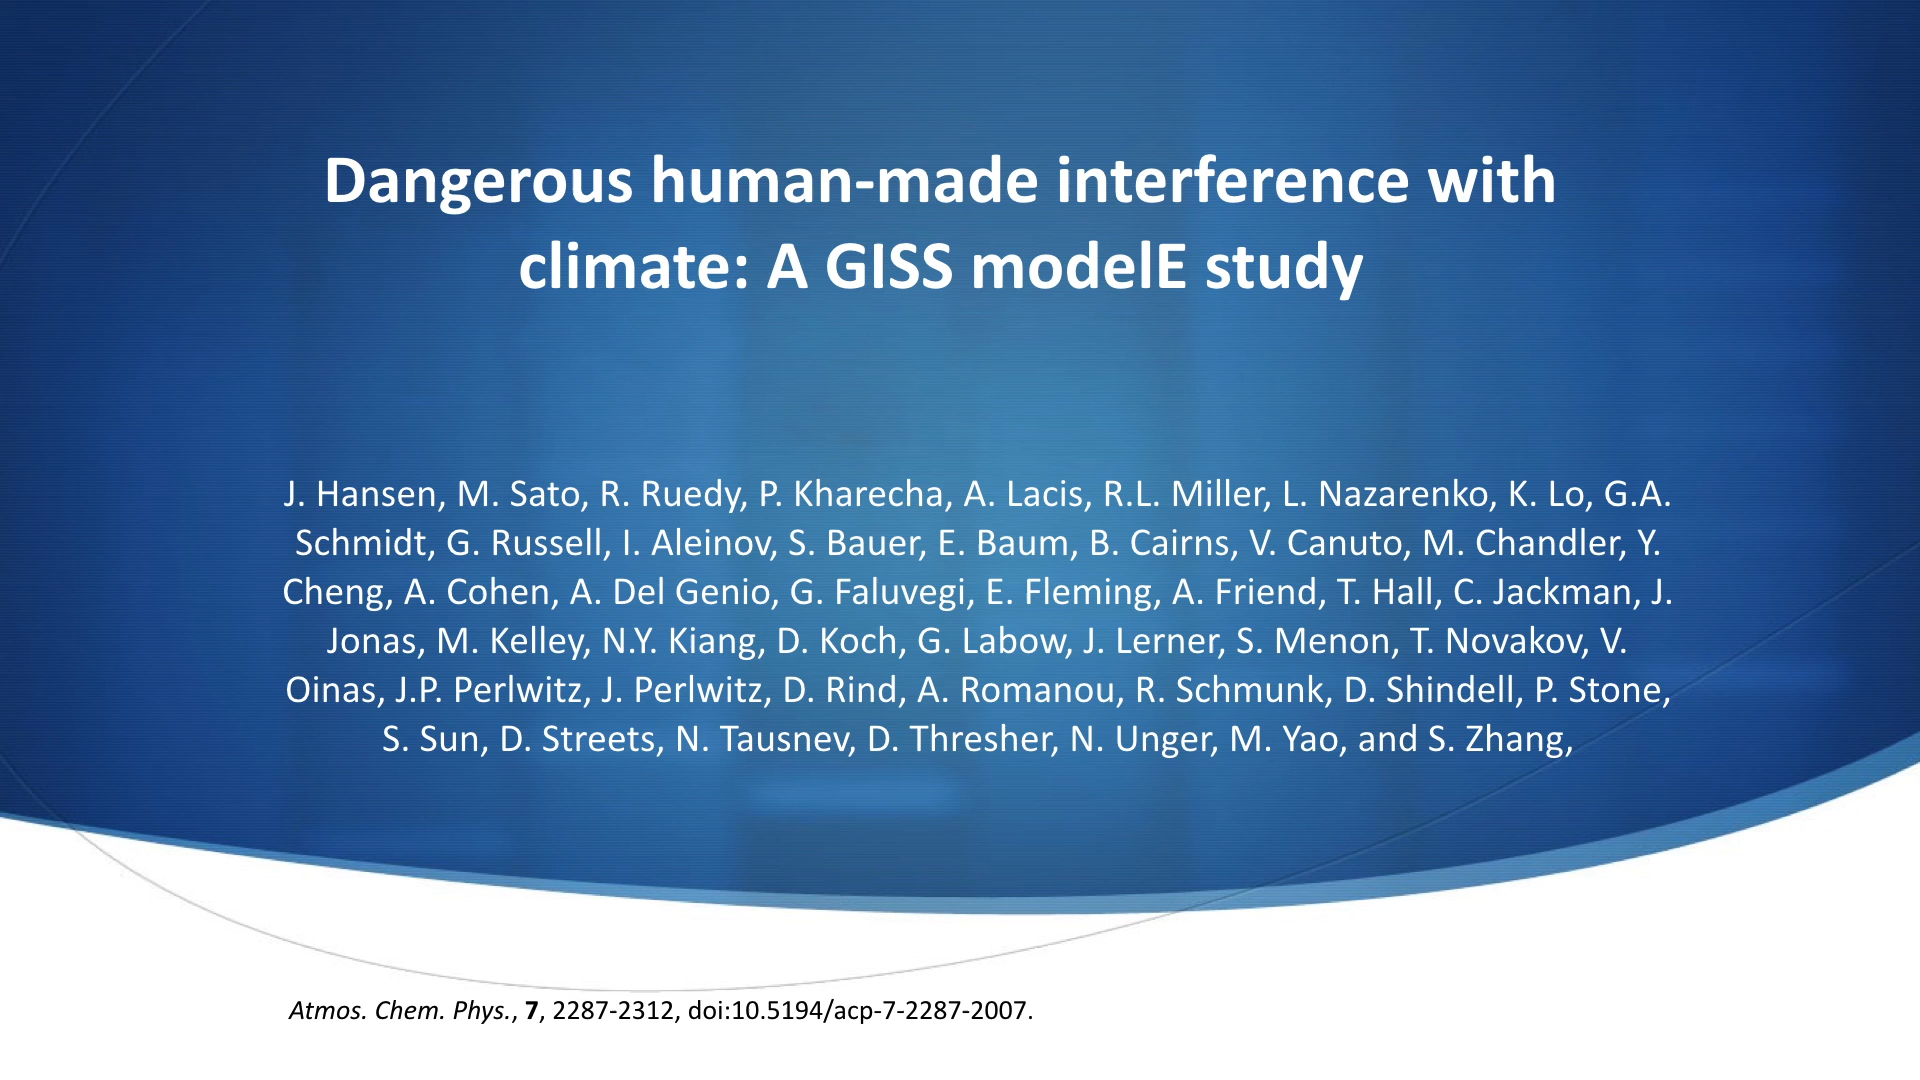 Dangerous human-made interference with
climate: A GISS modelE study
J. Hansen, M. Sato, R. Ruedy, P. Kharecha, A. Lacis, R.L. Miller, L. Nazarenko, K. Lo, G.A.
Schmidt, G. Russell, I. Aleinov, S. Bauer, E. Baum, B. Cairns, V. Canuto, M. Chandler, Y.
Cheng, A. Cohen, A. Del Genio, G. Faluvegi, E. Fleming, A. Friend, T. Hall, C. Jackman, J.
Jonas, M. Kelley, N.Y. Kiang, D. Koch, G. Labow, J. Lerner, S. Menon, T. Novakov, V.
Oinas, J.P. Perlwitz, J. Perlwitz, D. Rind, A. Romanou, R. Schmunk, D. Shindell, P. Stone,
S. Sun, D. Streets, N. Tausnev, D. Thresher, N. Unger, M. Yao, and S. Zhang,
Atmos. Chem. Phys., 7, 2287-2312, doi:10.5194/acp-7-2287-2007.